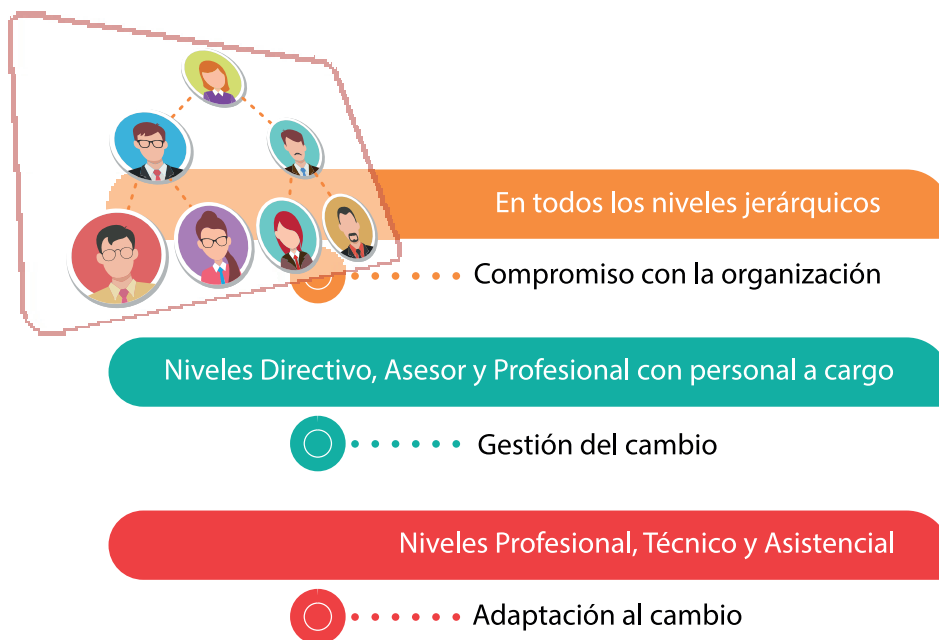 En todos los niveles jerárquicos
Compromiso con la organización
Niveles Directivo, Asesor y Profesional con personal a cargo
Gestión del cambio
Niveles Profesional, Técnico y Asistencial
Adaptación al cambio